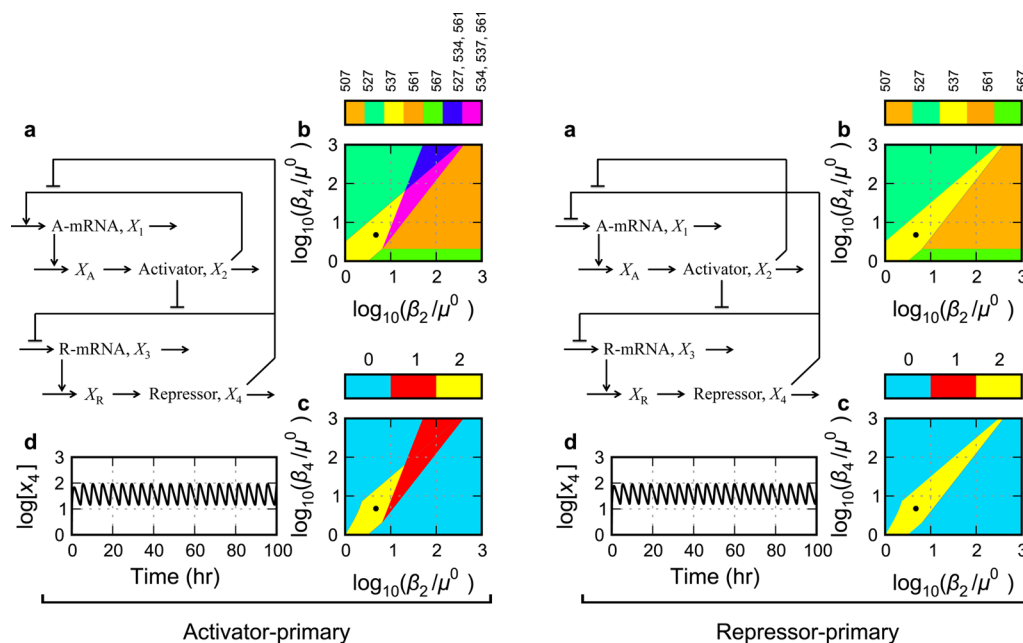 507
527
537
561
567
527, 534, 561
534, 537, 561
a
b
A-mRNA, X1
XA
Activator, X2
R-mRNA, X3
XR
Repressor, X4
log10(β4/μ0)
3
2
1
0
0 1 2 3
log10(β2/μ0)
0 1 2
c
log10(β4/μ0)
3
2
1
0
0 1 2 3
log10(β2/μ0)
d
log[x4]
3
2
1
0
0 20 40 60 80 100
Time (hr)
Activator-primary
507
527
537
561
567
a
b
A-mRNA, X1
XA
Activator, X2
R-mRNA, X3
XR
Repressor, X4
log10(β4/μ0)
3
2
1
0
0 1 2 3
log10(β2/μ0)
0 1 2
c
log10(β4/μ0)
3
2
1
0
0 1 2 3
log10(β2/μ0)
d
log[x4]
3
2
1
0
0 20 40 60 80 100
Time (hr)
Repressor-primary